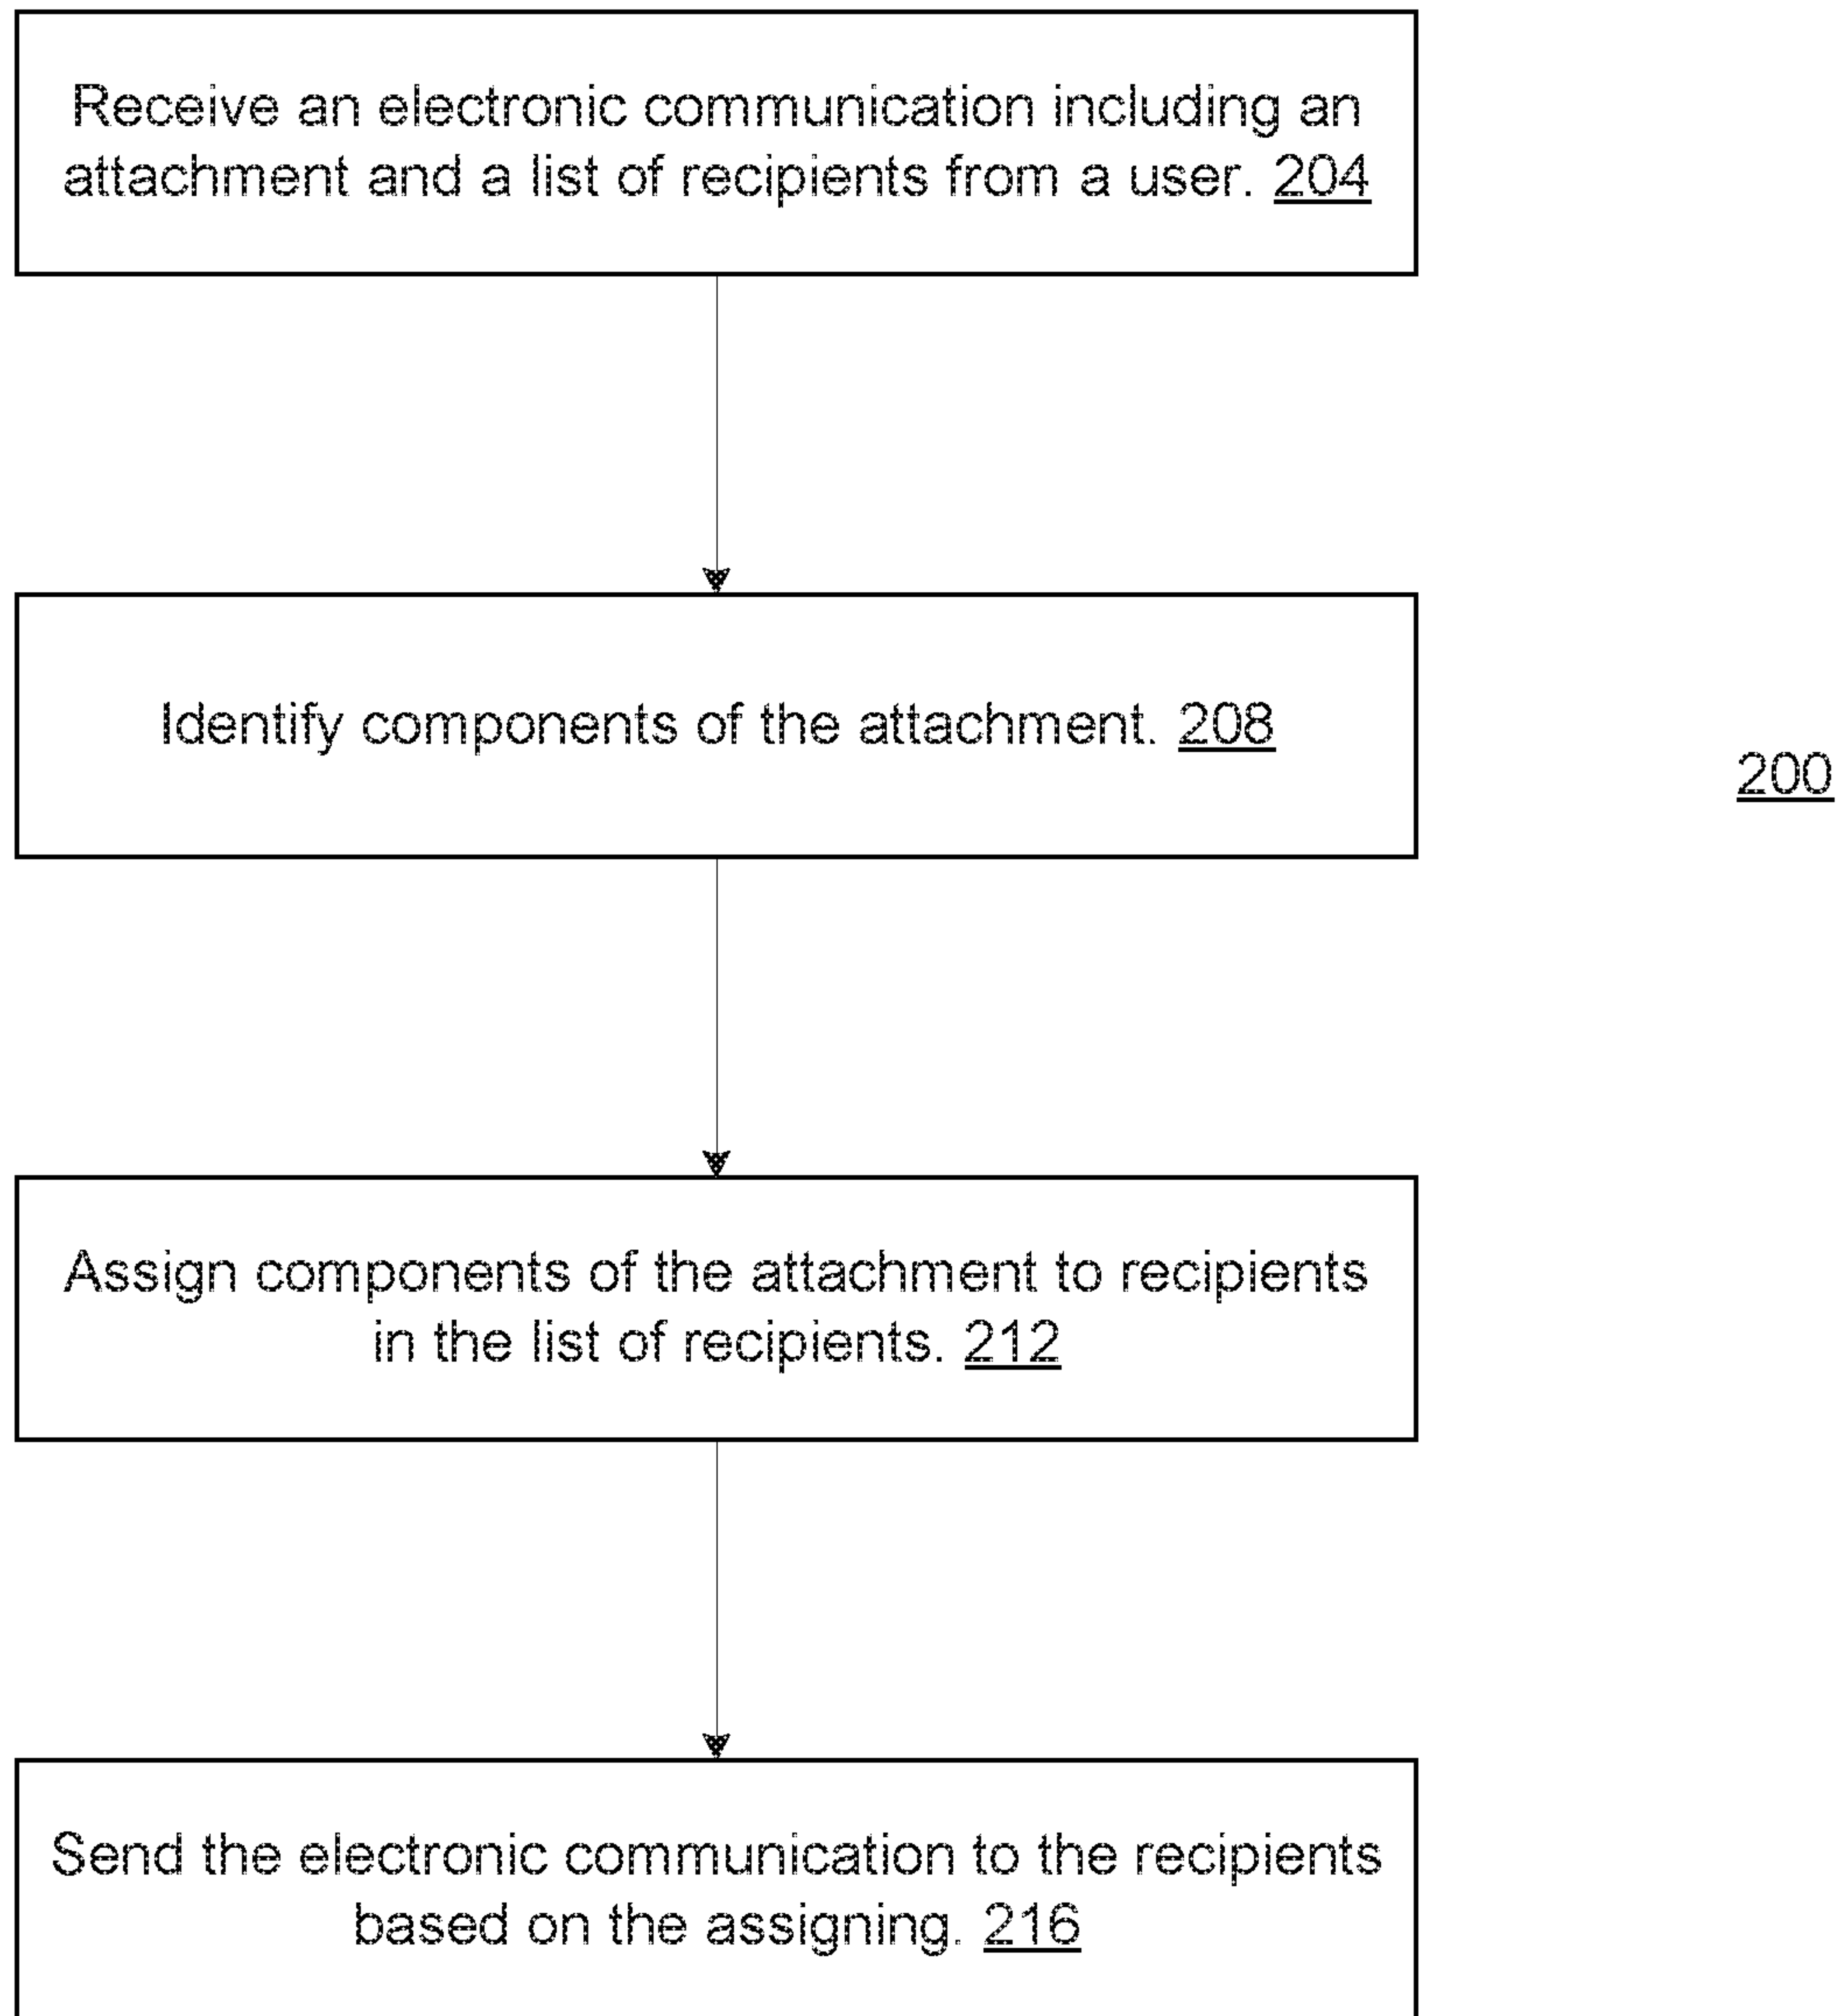 Receive an electronic communication including an
attachment and a list of recipients from a user. 204
Identify components of the attachment. 208
200
Assign components of the attachment to recipients
in the list of recipients. 212
Send the electronic communication to the recipients
based on the assigning. 216